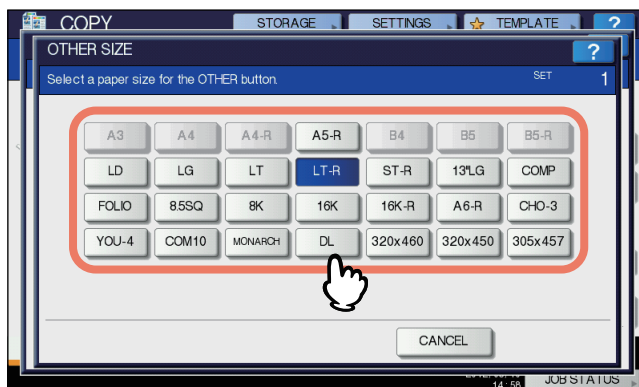 COPY STORAGE SETTINGS TEMPLATE ?
OTHER SIZE ?
Select a paper size for the OTHER button. SET 1
A3 A4 A4-R A5-R B4 B5 B5-R
LD LG LT LT-R ST-R 13"LG COMP
FOLIO 8.5SQ 8K 16K 16K-R A6-R CHO-3
YOU-4 COM10 MONARCH DL 320x460 320x450 305x457
CANCEL
14:58 JOB STATUS